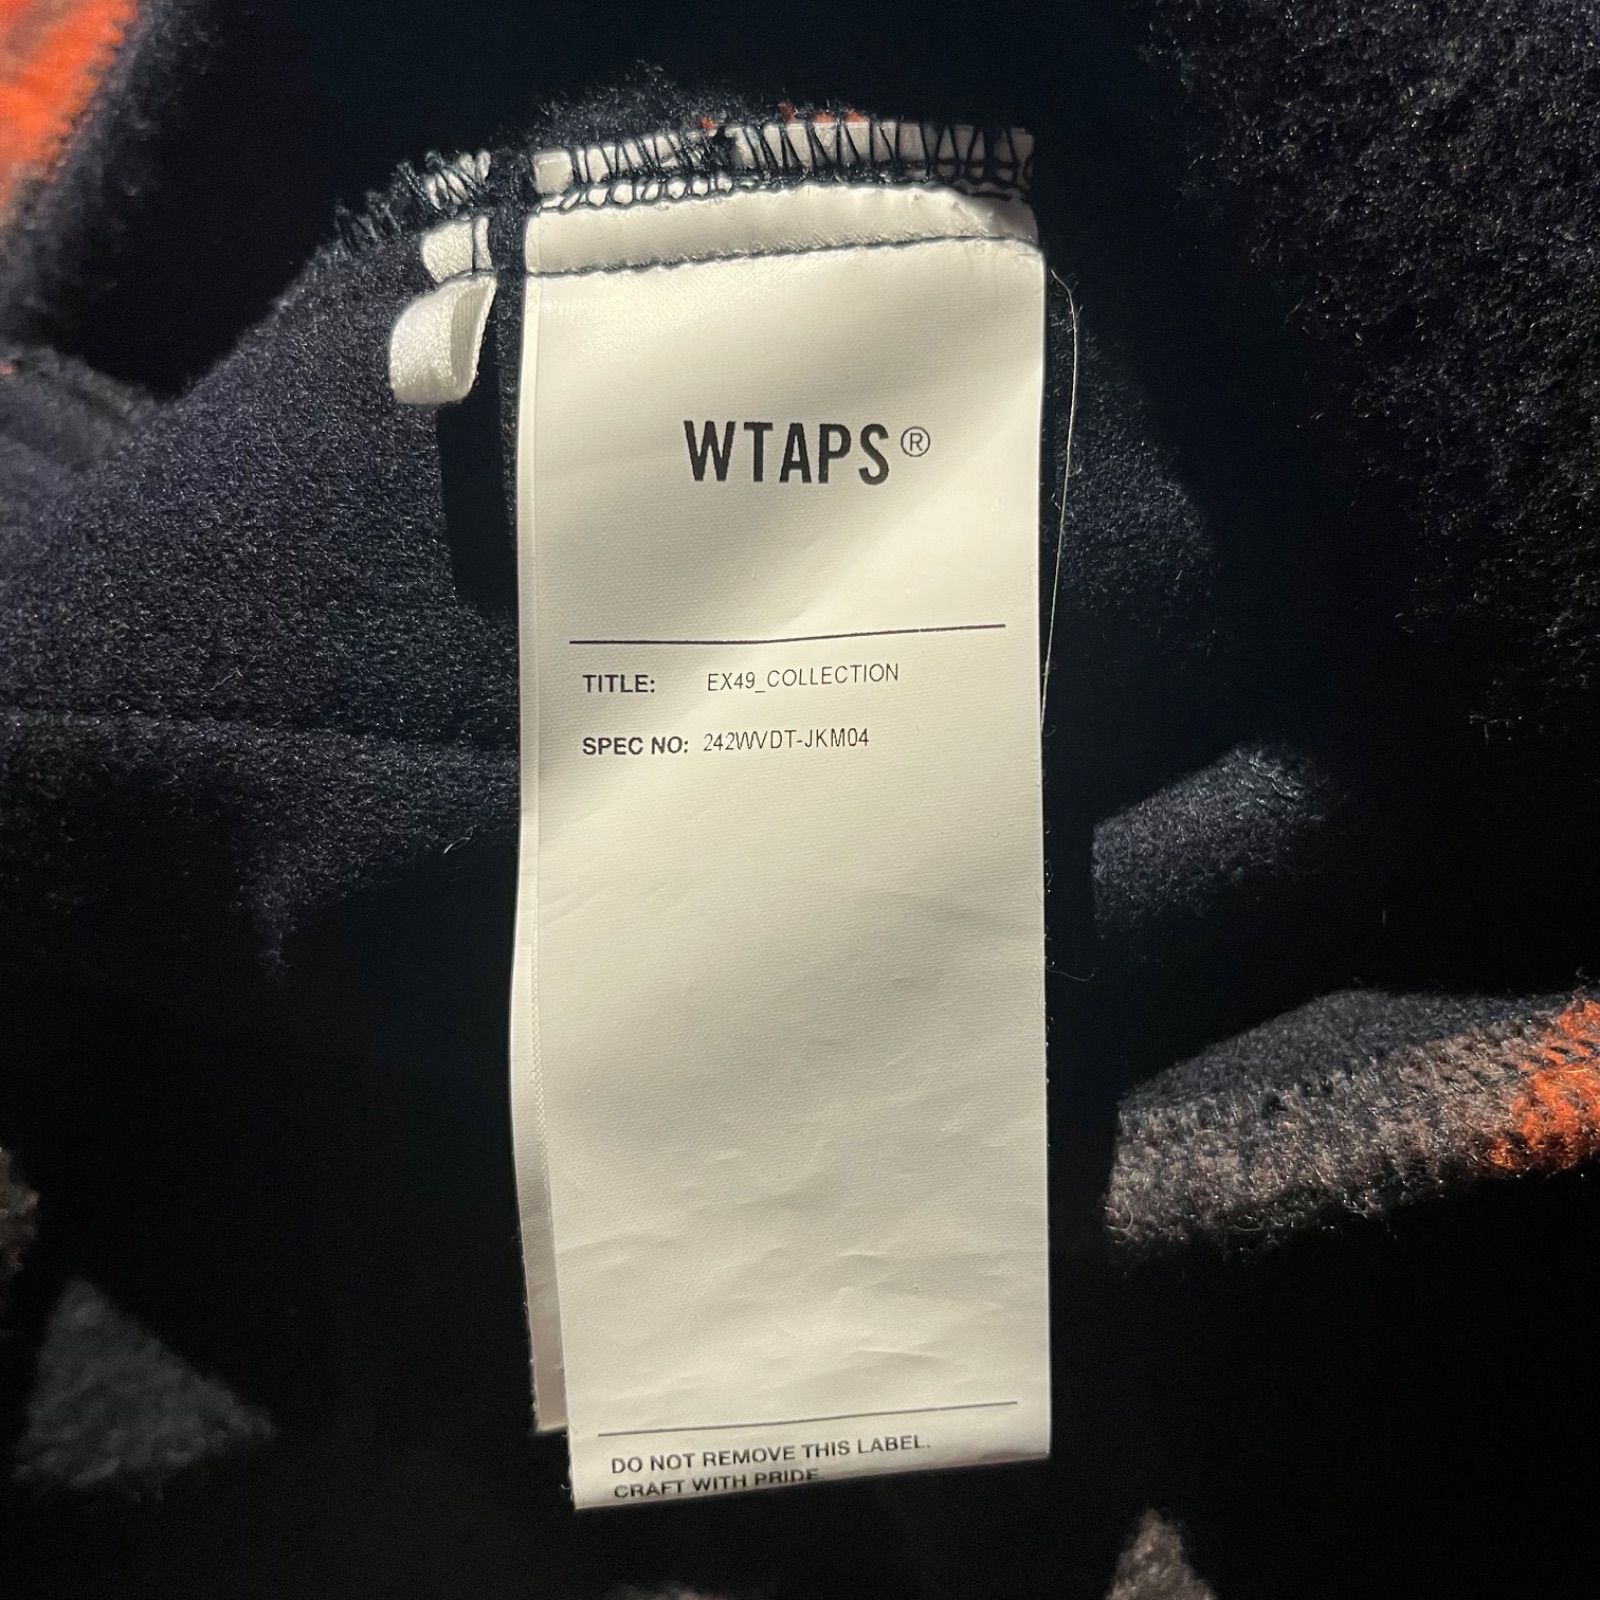 WTAPS®
TITLE: EX49_COLLECTION
SPEC NO: 242WVDT-JKM04
DO NOT REMOVE THIS LABEL.
CRAFT WITH PRIDE